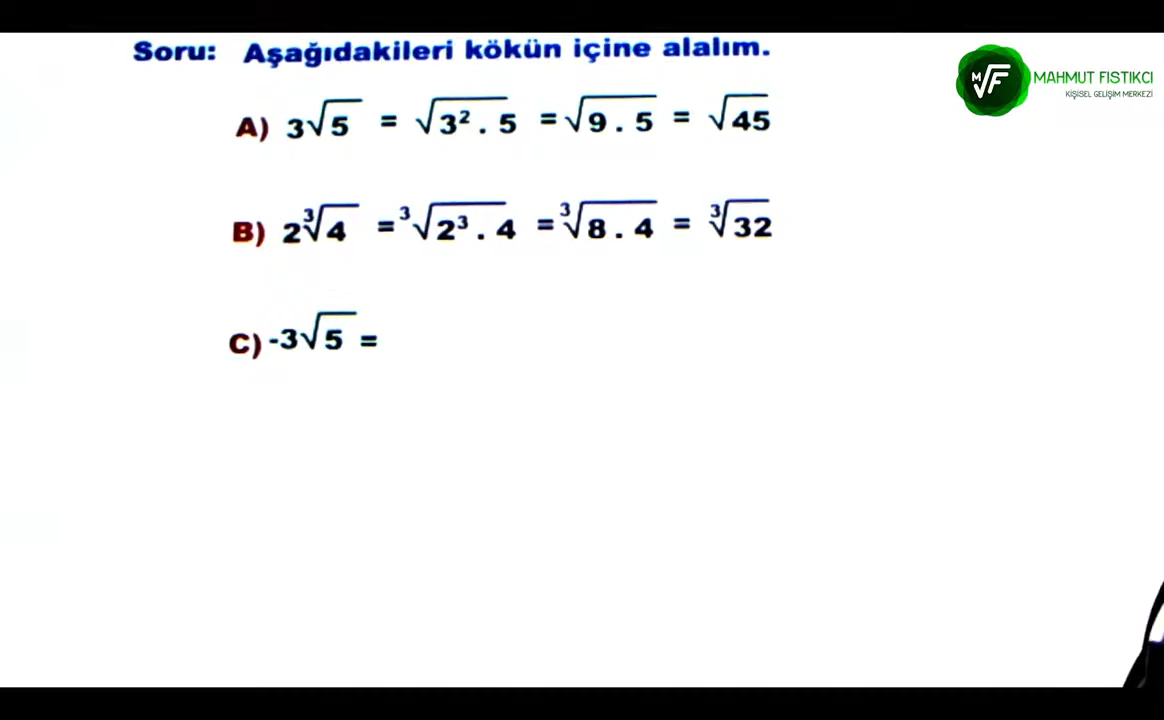 Soru: Aşağıdakileri kökün içine alalım.
MAHMUT FISTIKCI
KİŞİSEL GELİŞİM MERKEZİ
M√F
A) 3√5 = √3² . 5 = √9 . 5 = √45
B) 2∛4 = ∛2³ . 4 = ∛8 . 4 = ∛32
C) -3√5 =